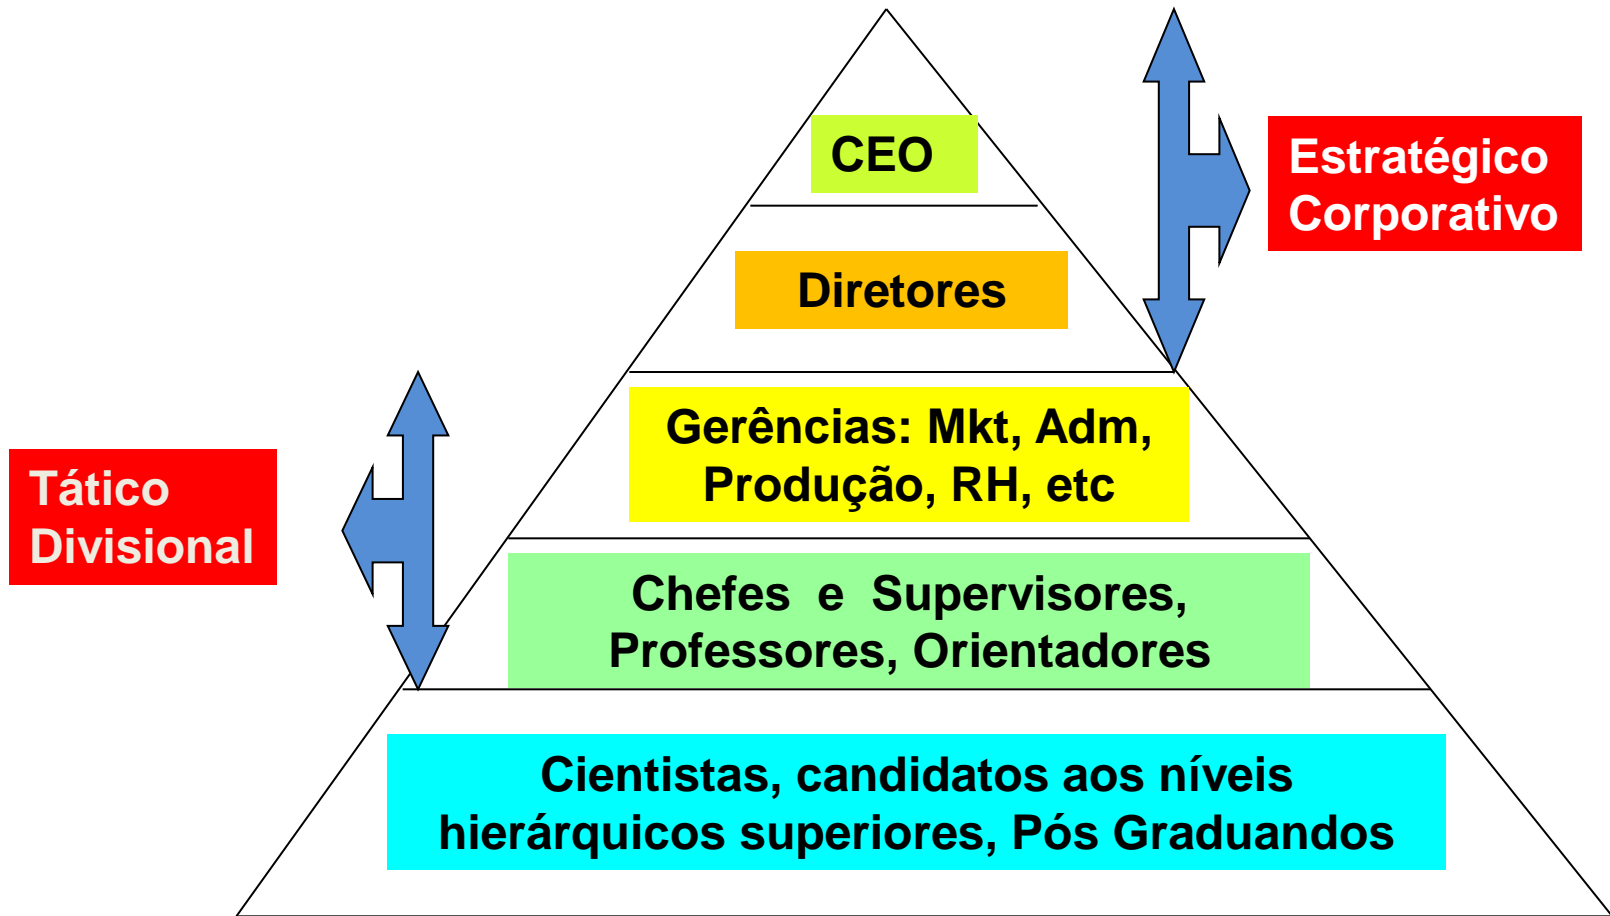 CEO
Estratégico
Corporativo
Diretores
Gerências: Mkt, Adm,
Produção, RH, etc
Tático
Divisional
Chefes e Supervisores,
Professores, Orientadores
Cientistas, candidatos aos níveis
hierárquicos superiores, Pós Graduandos